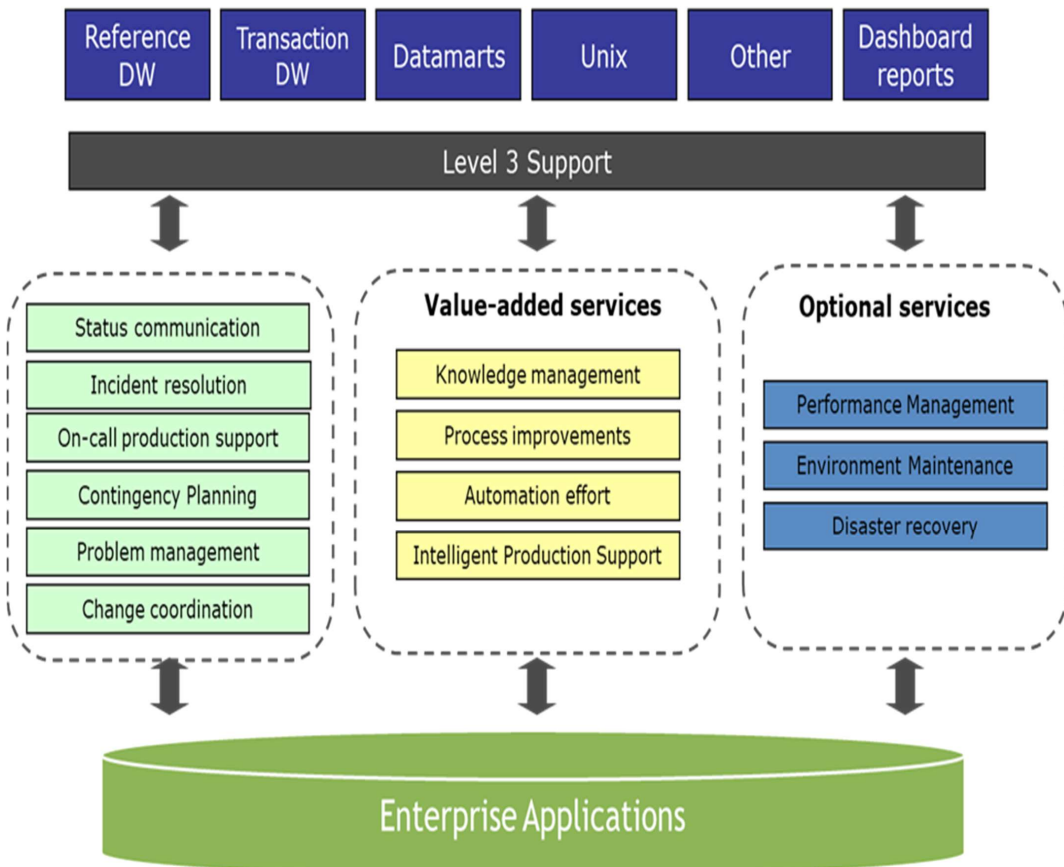 Reference
DW
Transaction
DW
Datamarts
Unix
Other
Dashboard
reports
Level 3 Support
Status communication
Incident resolution
On-call production support
Contingency Planning
Problem management
Change coordination
Value-added services
Knowledge management
Process improvements
Automation effort
Intelligent Production Support
Optional services
Performance Management
Environment Maintenance
Disaster recovery
Enterprise Applications